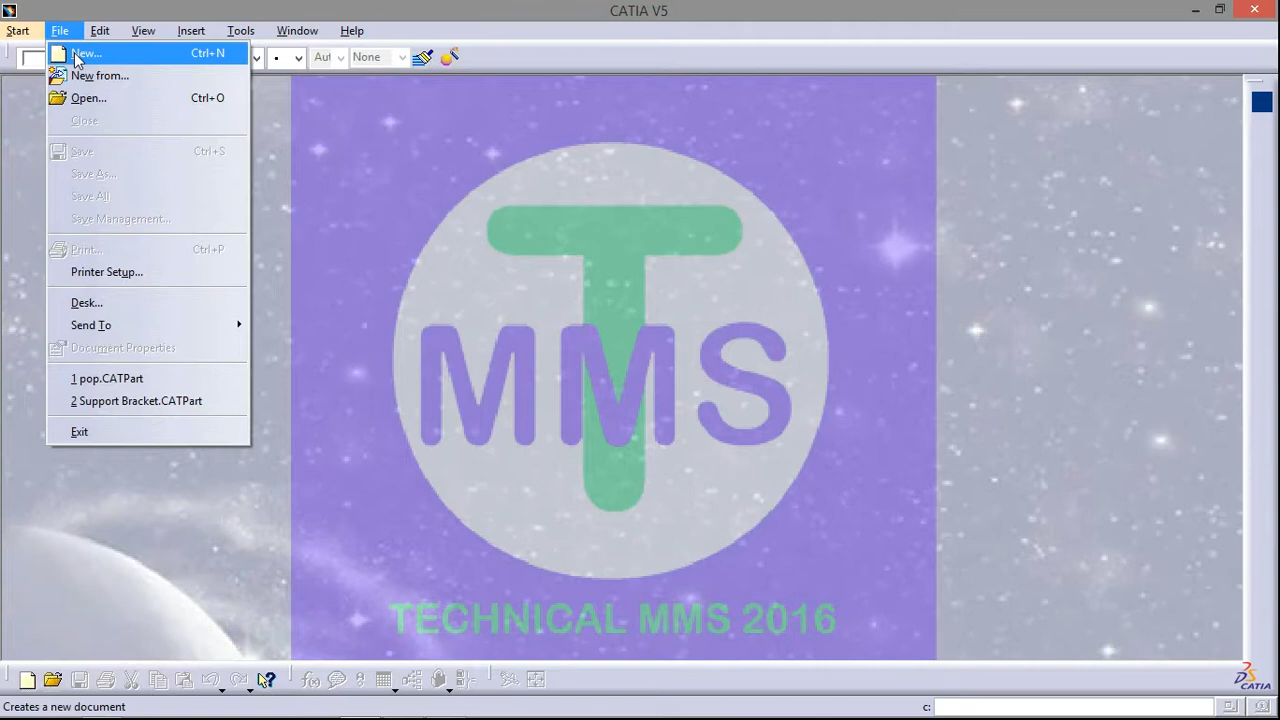 CATIA V5
Start File Edit View Insert Tools Window Help
New... Ctrl+N
Aut None
New from...
Open... Ctrl+O
Close
Save Ctrl+S
Save As...
Save All
Save Management...
Print... Ctrl+P
Printer Setup...
Desk...
Send To
Document Properties
1 pop.CATPart
2 Support Bracket.CATPart
Exit
T
MMS
TECHNICAL MMS 2016
f(x)
CATIA
Creates a new document c: